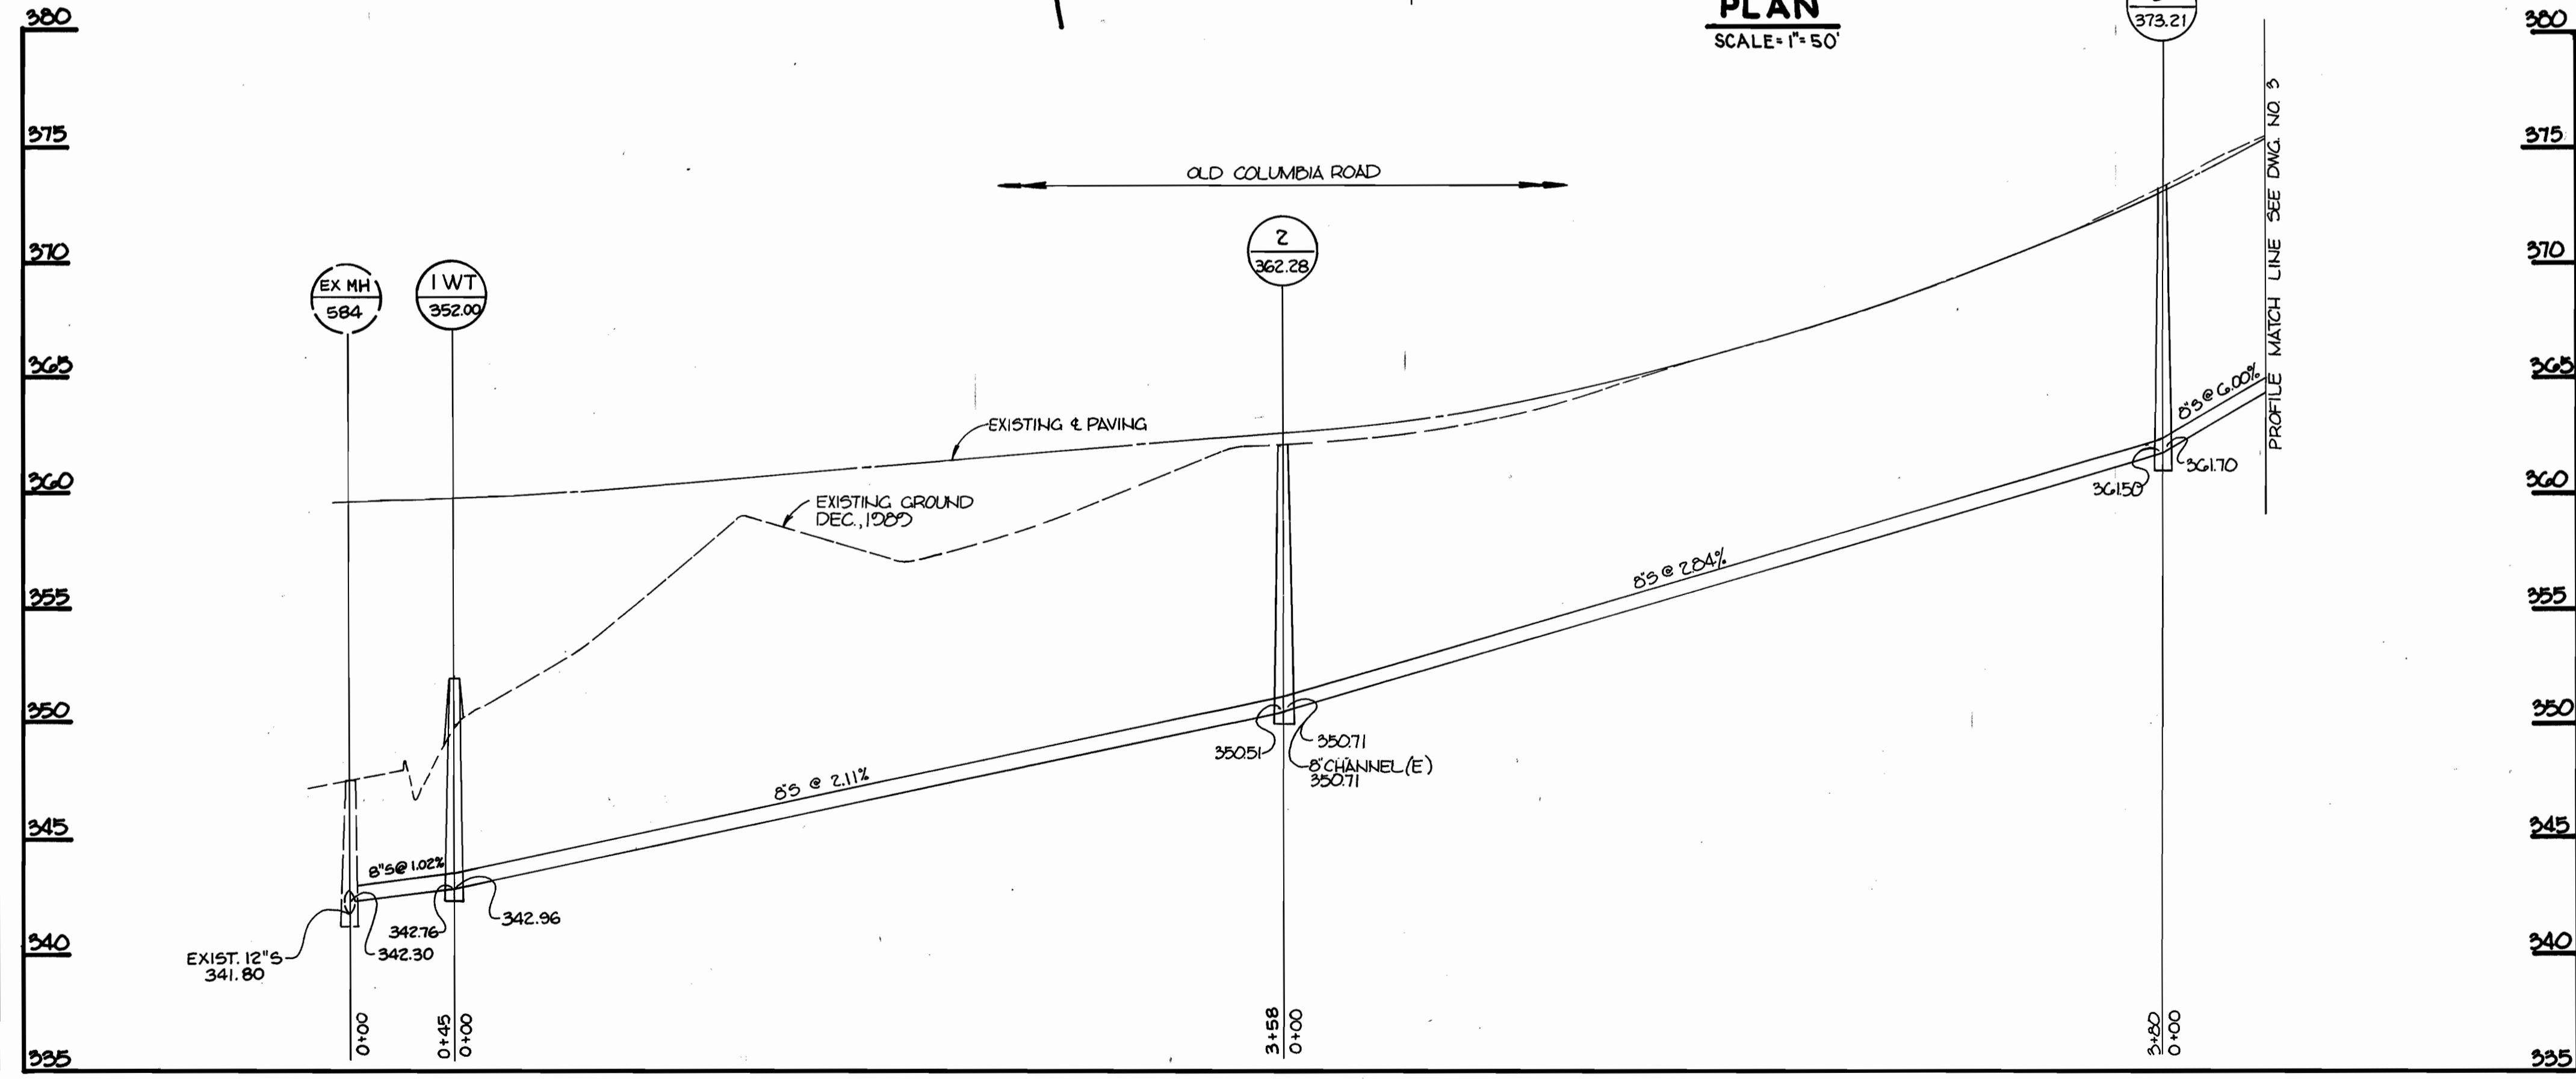 PLAN
SCALE=1"=50'
373.21
380
380
375
375
370
370
365
365
360
360
355
355
350
350
345
345
340
340
335
335
OLD COLUMBIA ROAD
EX MH
584
1 WT
352.00
2
362.28
EXISTING ℄ PAVING
EXISTING GROUND
DEC., 1989
PROFILE MATCH LINE SEE DWG. NO. 3
8"S @ 6.00%
361.50
361.70
8"S @ 2.84%
350.51
350.71
8" CHANNEL (E)
350.71
8"S @ 2.11%
8"S@ 1.02%
342.76
342.96
342.30
EXIST. 12"S
341.80
0+00
0+45
0+00
3+58
0+00
3+80
0+00